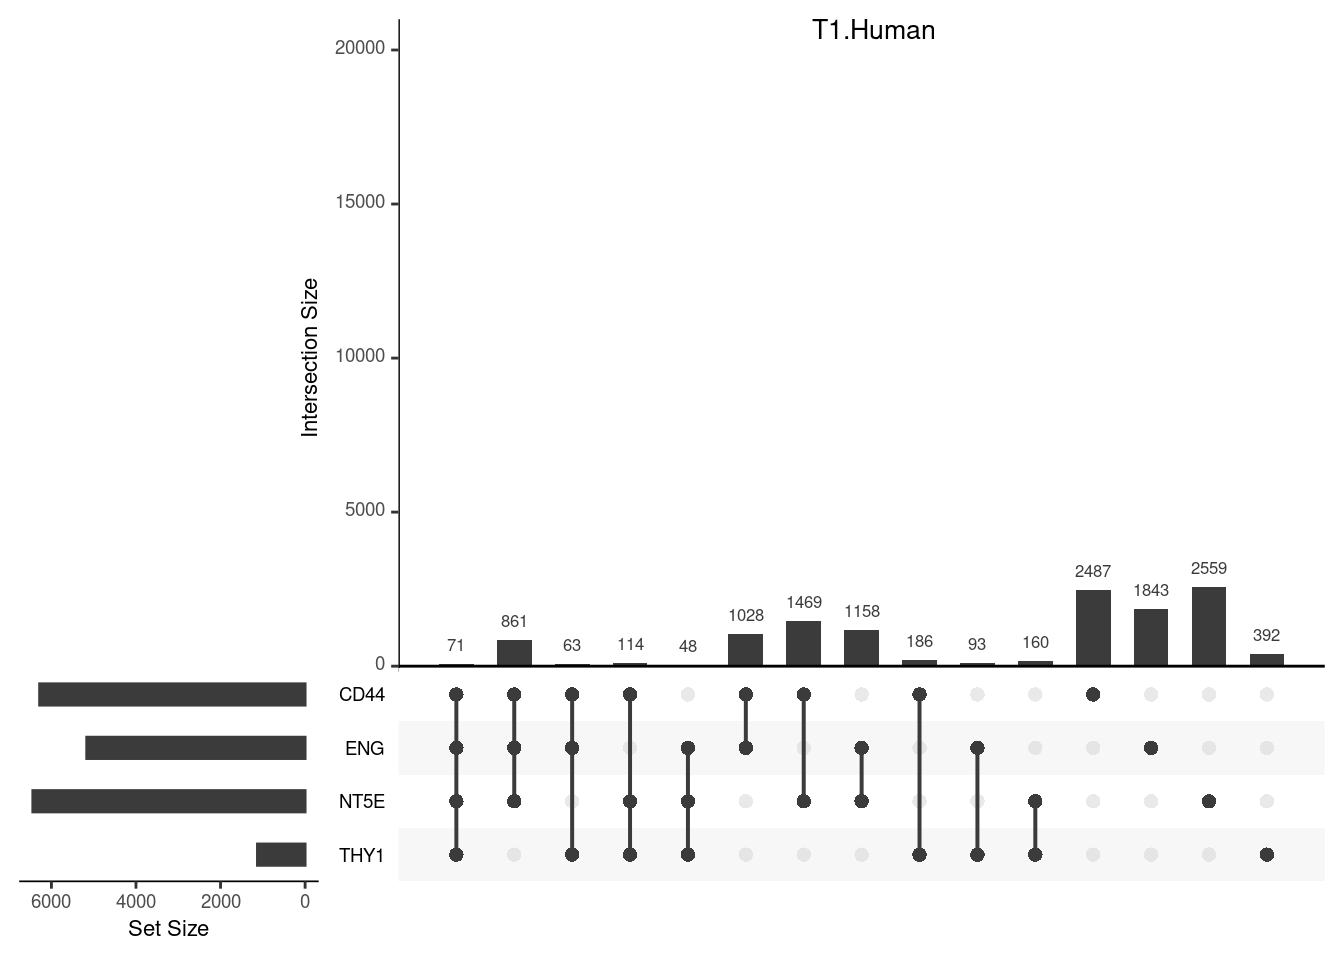 T1.Human
20000
15000
10000
5000
0
Intersection Size
71
861
63
114
48
1028
1469
1158
186
93
160
2487
1843
2559
392
CD44
ENG
NT5E
THY1
6000 4000 2000 0
Set Size